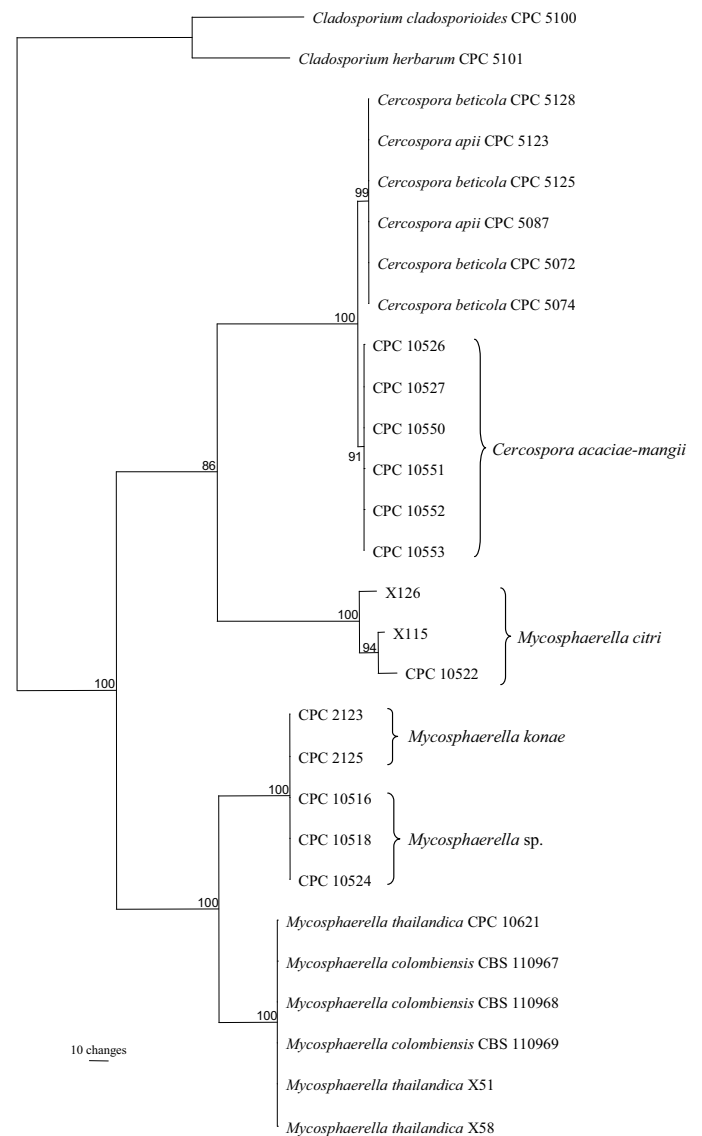 Cladosporium cladosporioides CPC 5100
Cladosporium herbarum CPC 5101
Cercospora beticola CPC 5128
Cercospora apii CPC 5123
Cercospora beticola CPC 5125
99
Cercospora apii CPC 5087
Cercospora beticola CPC 5072
Cercospora beticola CPC 5074
100
CPC 10526
CPC 10527
CPC 10550
Cercospora acaciae-mangii
91
86
CPC 10551
CPC 10552
CPC 10553
X126
100
X115
Mycosphaerella citri
94
CPC 10522
100
CPC 2123
Mycosphaerella konae
CPC 2125
100
CPC 10516
CPC 10518
Mycosphaerella sp.
CPC 10524
100
Mycosphaerella thailandica CPC 10621
Mycosphaerella colombiensis CBS 110967
Mycosphaerella colombiensis CBS 110968
100
Mycosphaerella colombiensis CBS 110969
10 changes
Mycosphaerella thailandica X51
Mycosphaerella thailandica X58